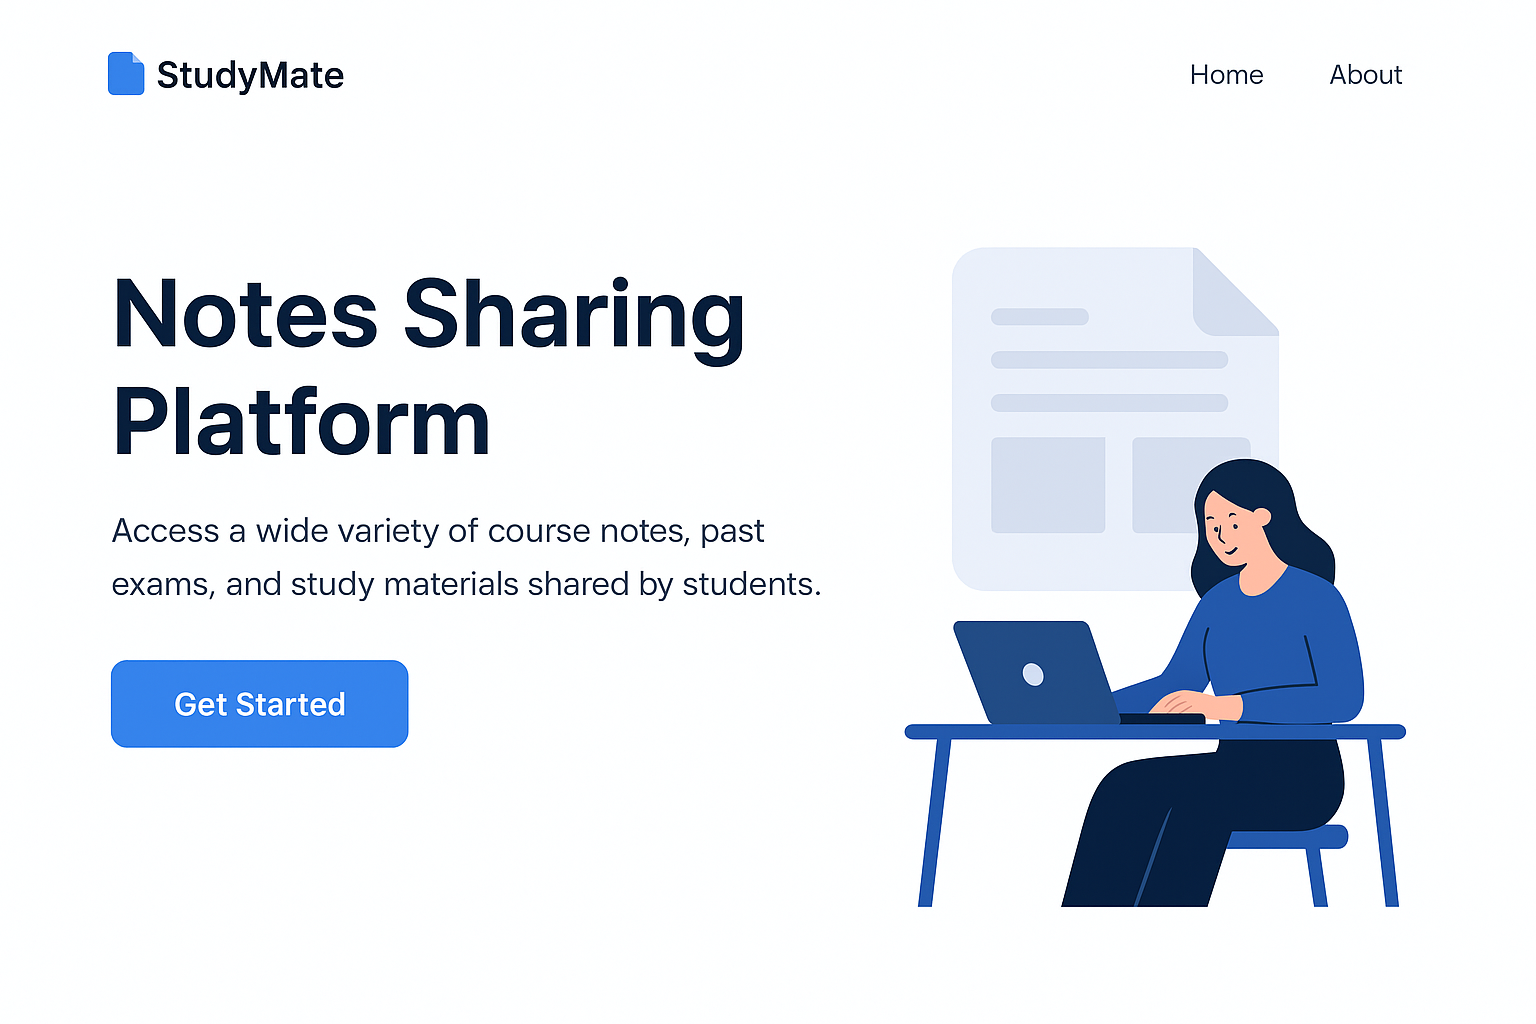 StudyMate
Home
About
Notes Sharing
Platform
Access a wide variety of course notes, past
exams, and study materials shared by students.
Get Started